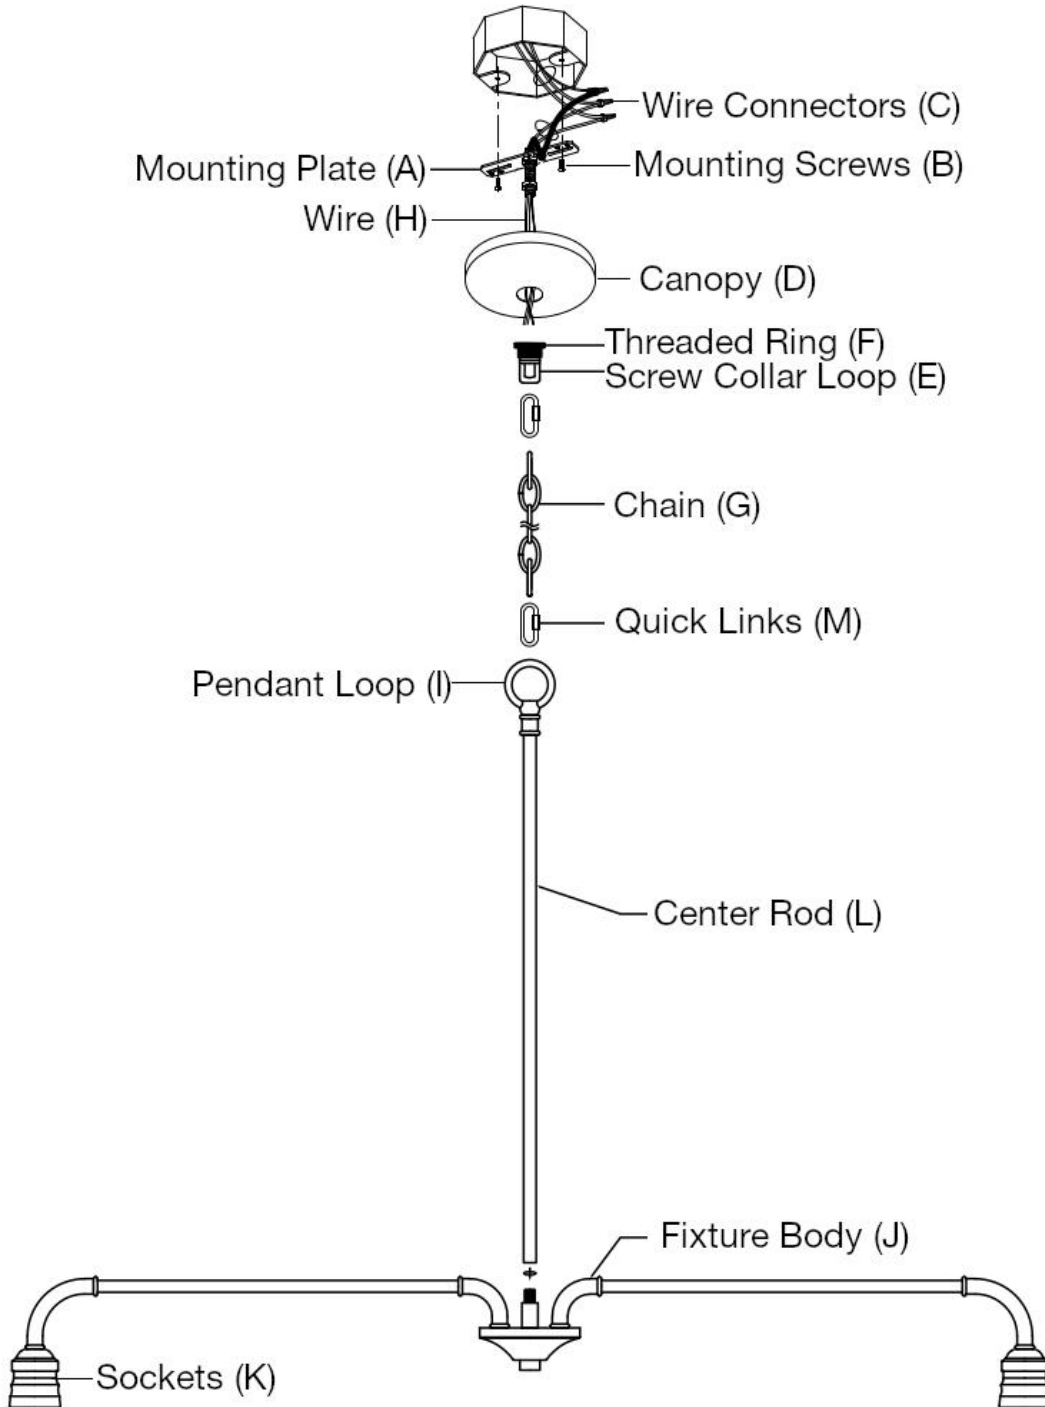 Wire Connectors (C)
Mounting Plate (A)
Mounting Screws (B)
Wire (H)
Canopy (D)
Threaded Ring (F)
Screw Collar Loop (E)
Chain (G)
Quick Links (M)
Pendant Loop (I)
Center Rod (L)
Fixture Body (J)
Sockets (K)